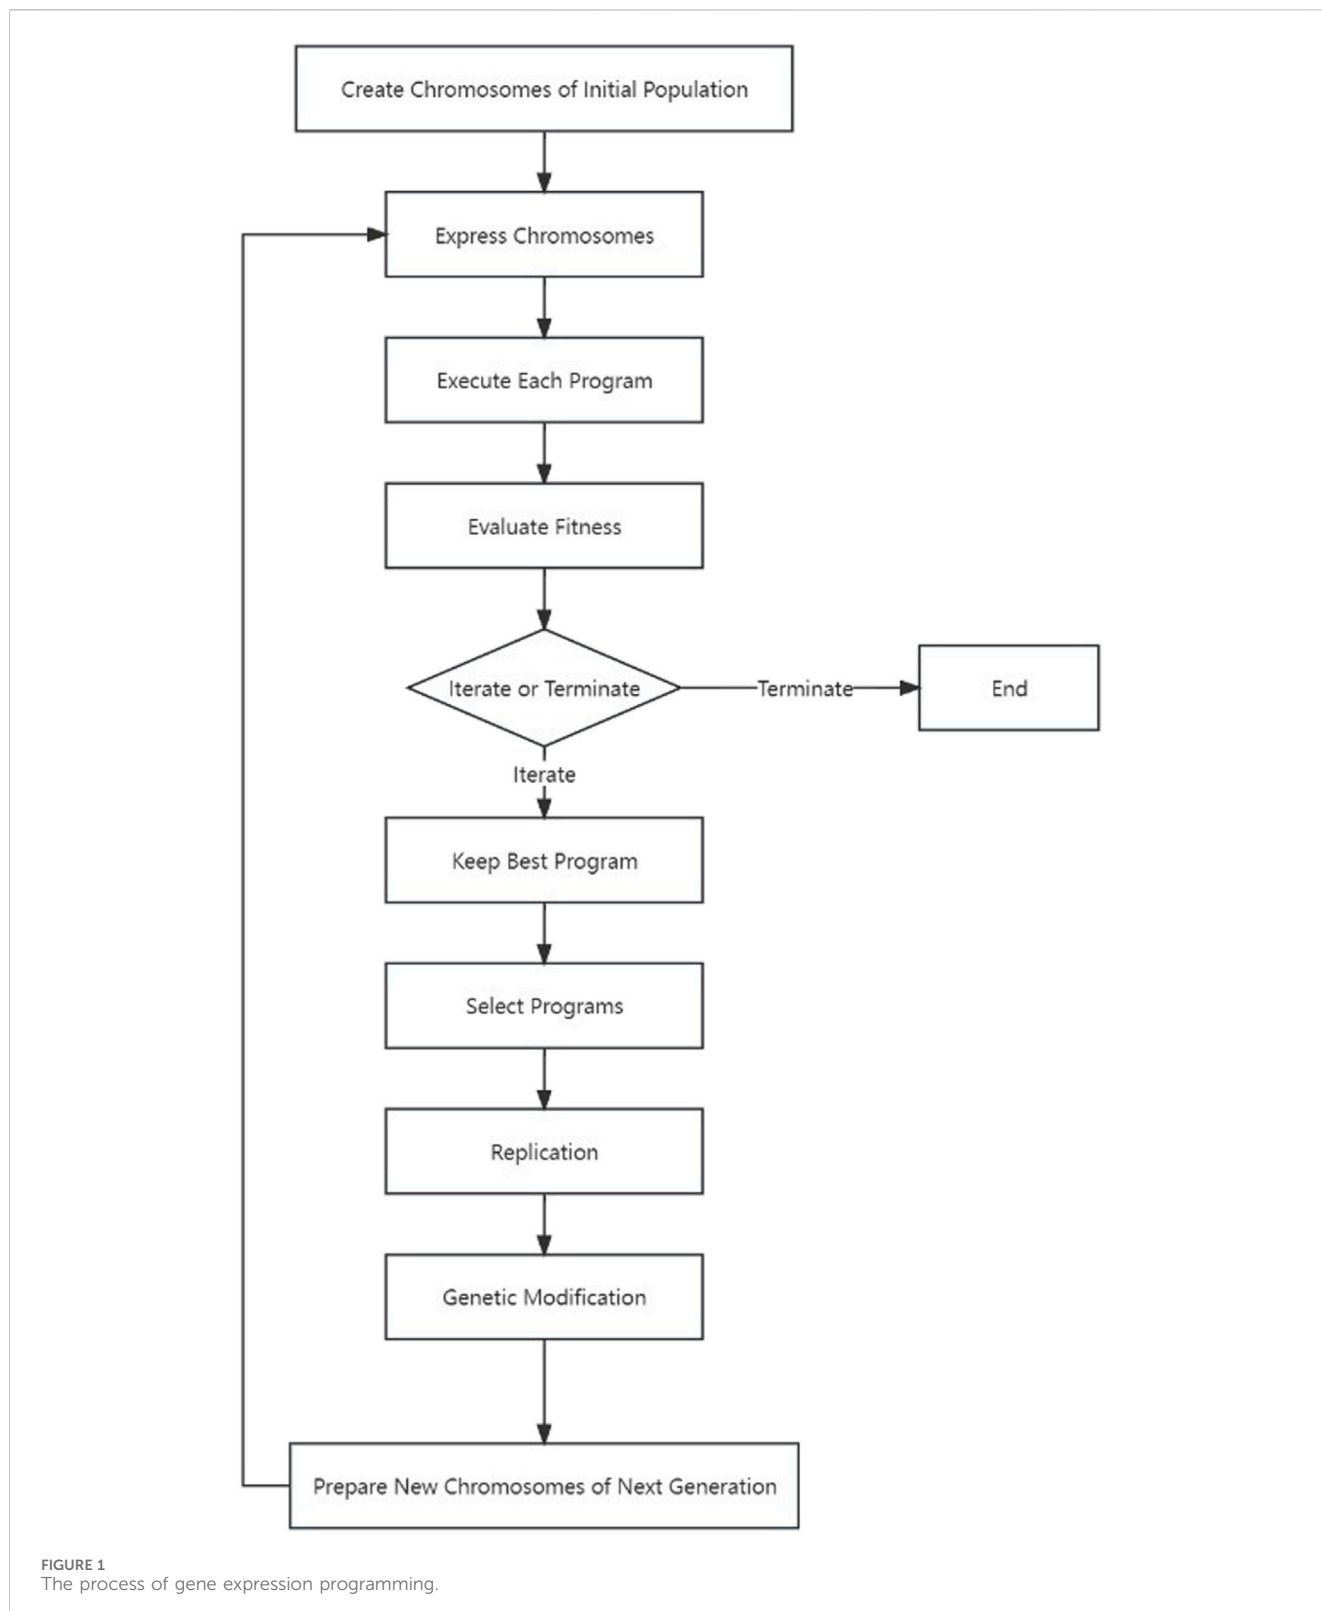 Create Chromosomes of Initial Population
Express Chromosomes
Execute Each Program
Evaluate Fitness
Iterate or Terminate
Terminate
End
Iterate
Keep Best Program
Select Programs
Replication
Genetic Modification
Prepare New Chromosomes of Next Generation
FIGURE 1
The process of gene expression programming.